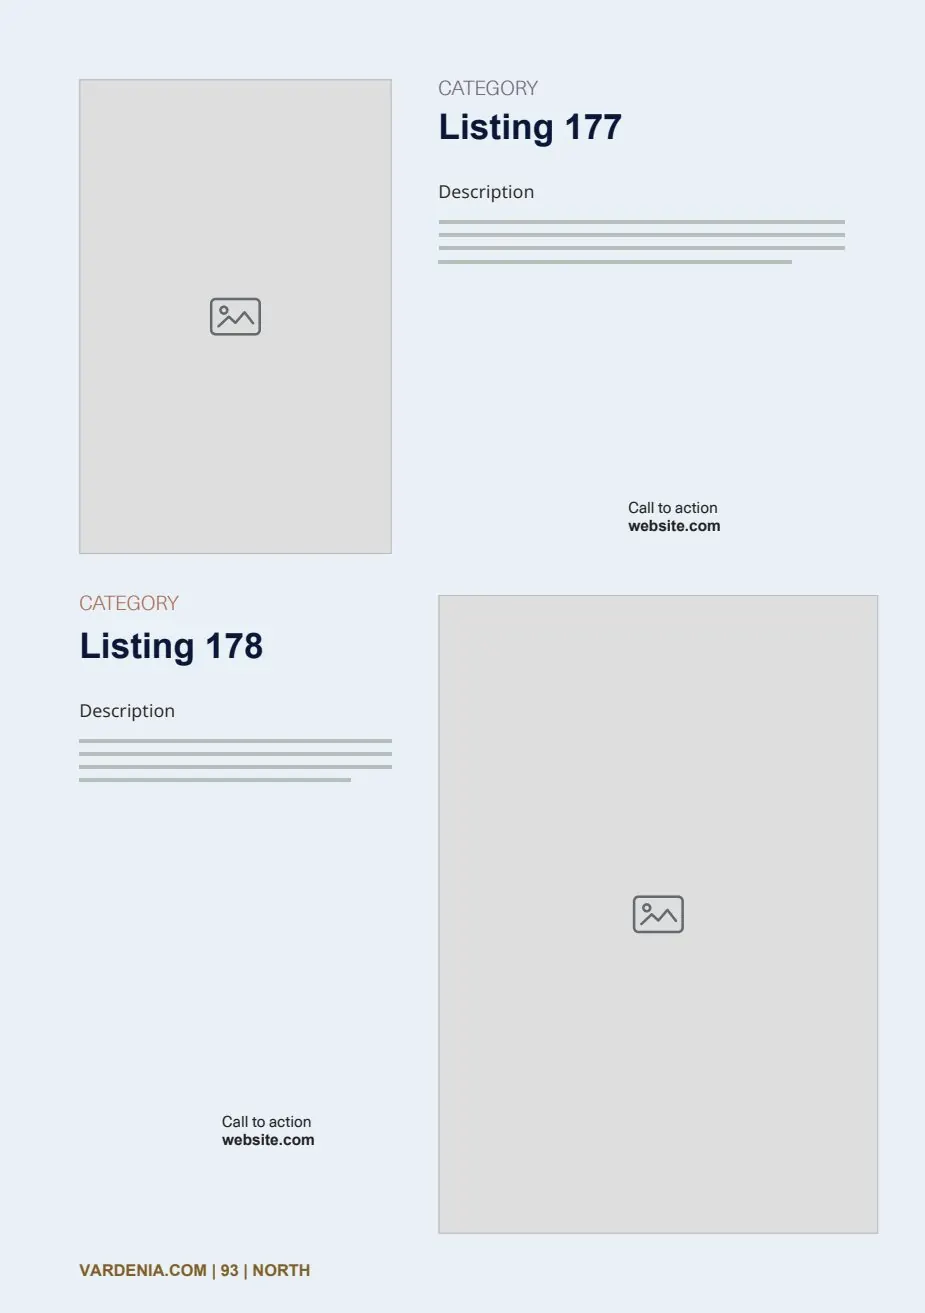 CATEGORY
Listing 177
Description
Call to action
website.com
CATEGORY
Listing 178
Description
Call to action
website.com
VARDENIA.COM | 93 | NORTH